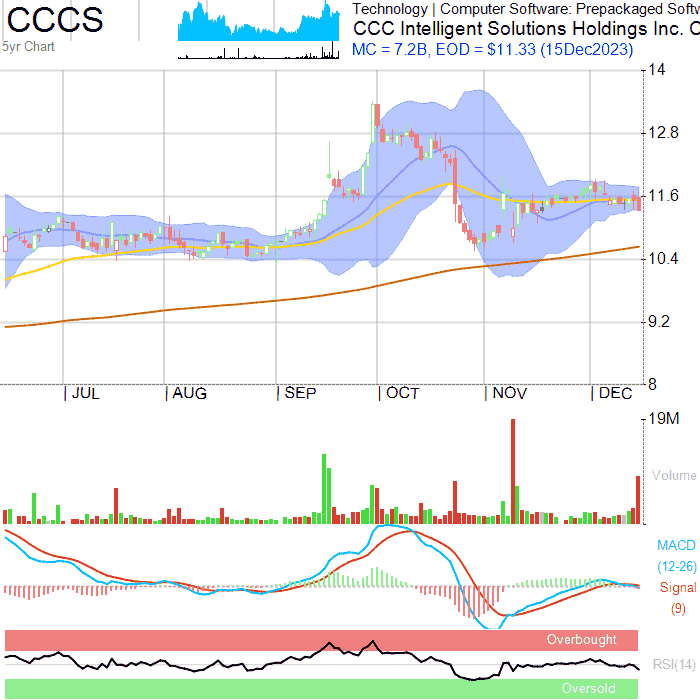 CCCS
5yr Chart
Technology | Computer Software: Prepackaged Softw
CCC Intelligent Solutions Holdings Inc. C
MC = 7.2B, EOD = $11.33 (15Dec2023)
14
12.8
11.6
10.4
9.2
8
| JUL | AUG | SEP | OCT | NOV | DEC
19M
Volume
MACD
(12-26)
Signal
(9)
Overbought
RSI(14)
Oversold